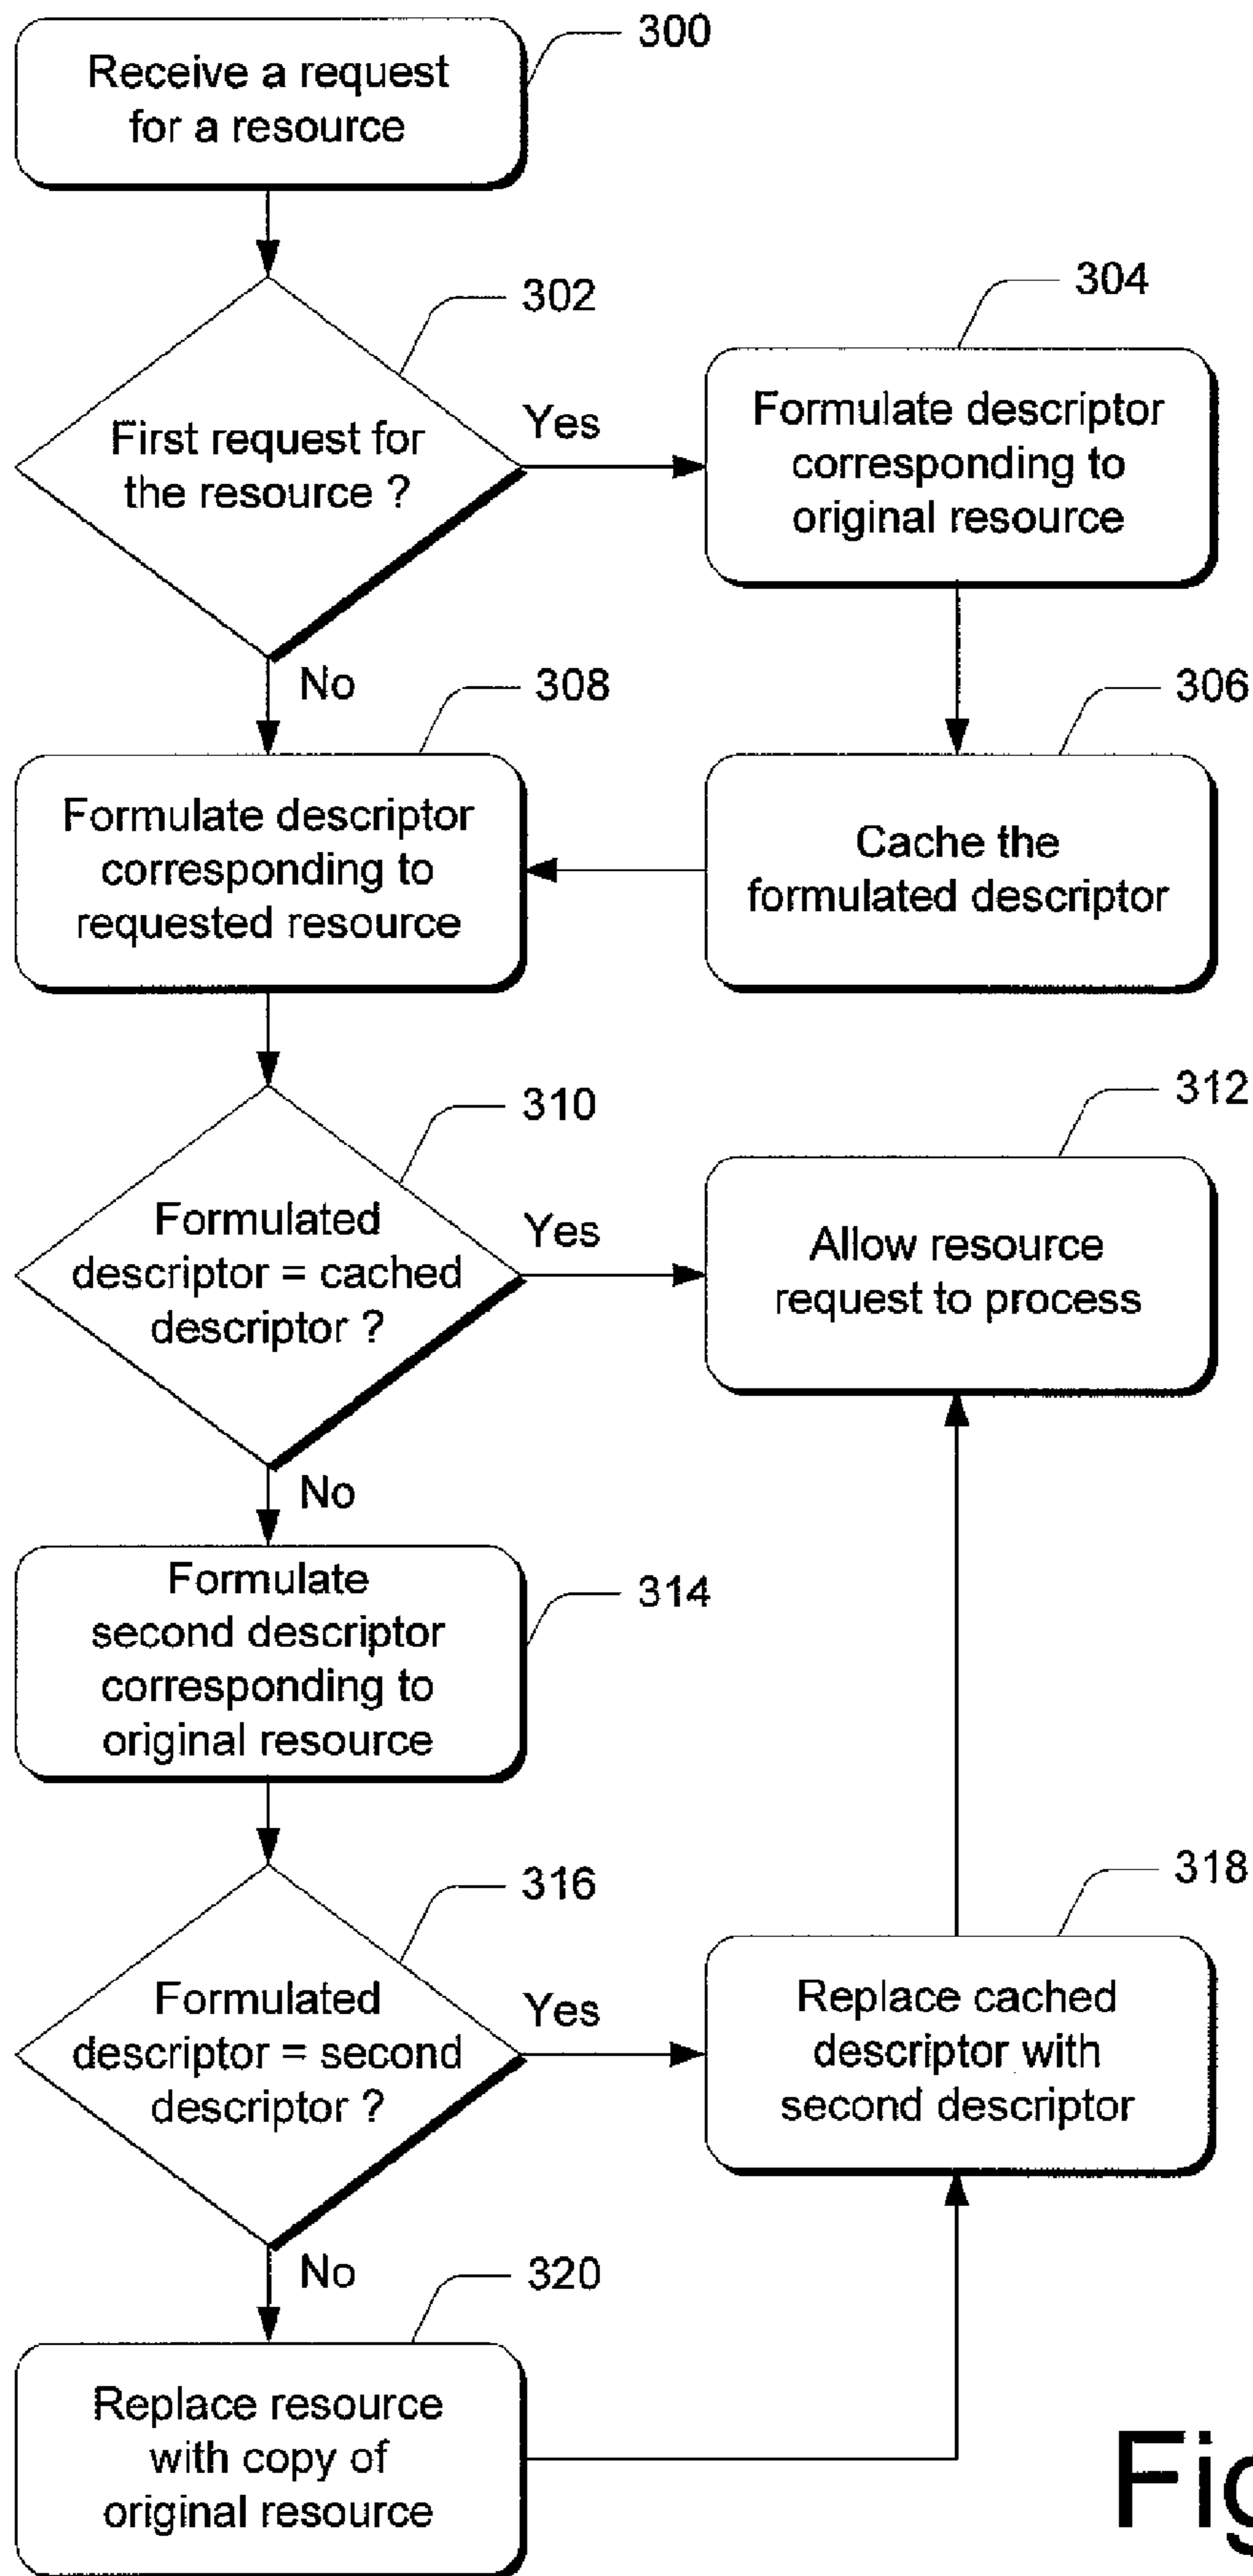 300
Receive a request
for a resource
302
First request for
the resource ?
Yes
No
304
Formulate descriptor
corresponding to
original resource
306
Cache the
formulated descriptor
308
Formulate descriptor
corresponding to
requested resource
310
Formulated
descriptor = cached
descriptor ?
Yes
No
312
Allow resource
request to process
314
Formulate
second descriptor
corresponding to
original resource
316
Formulated
descriptor = second
descriptor ?
Yes
No
318
Replace cached
descriptor with
second descriptor
320
Replace resource
with copy of
original resource